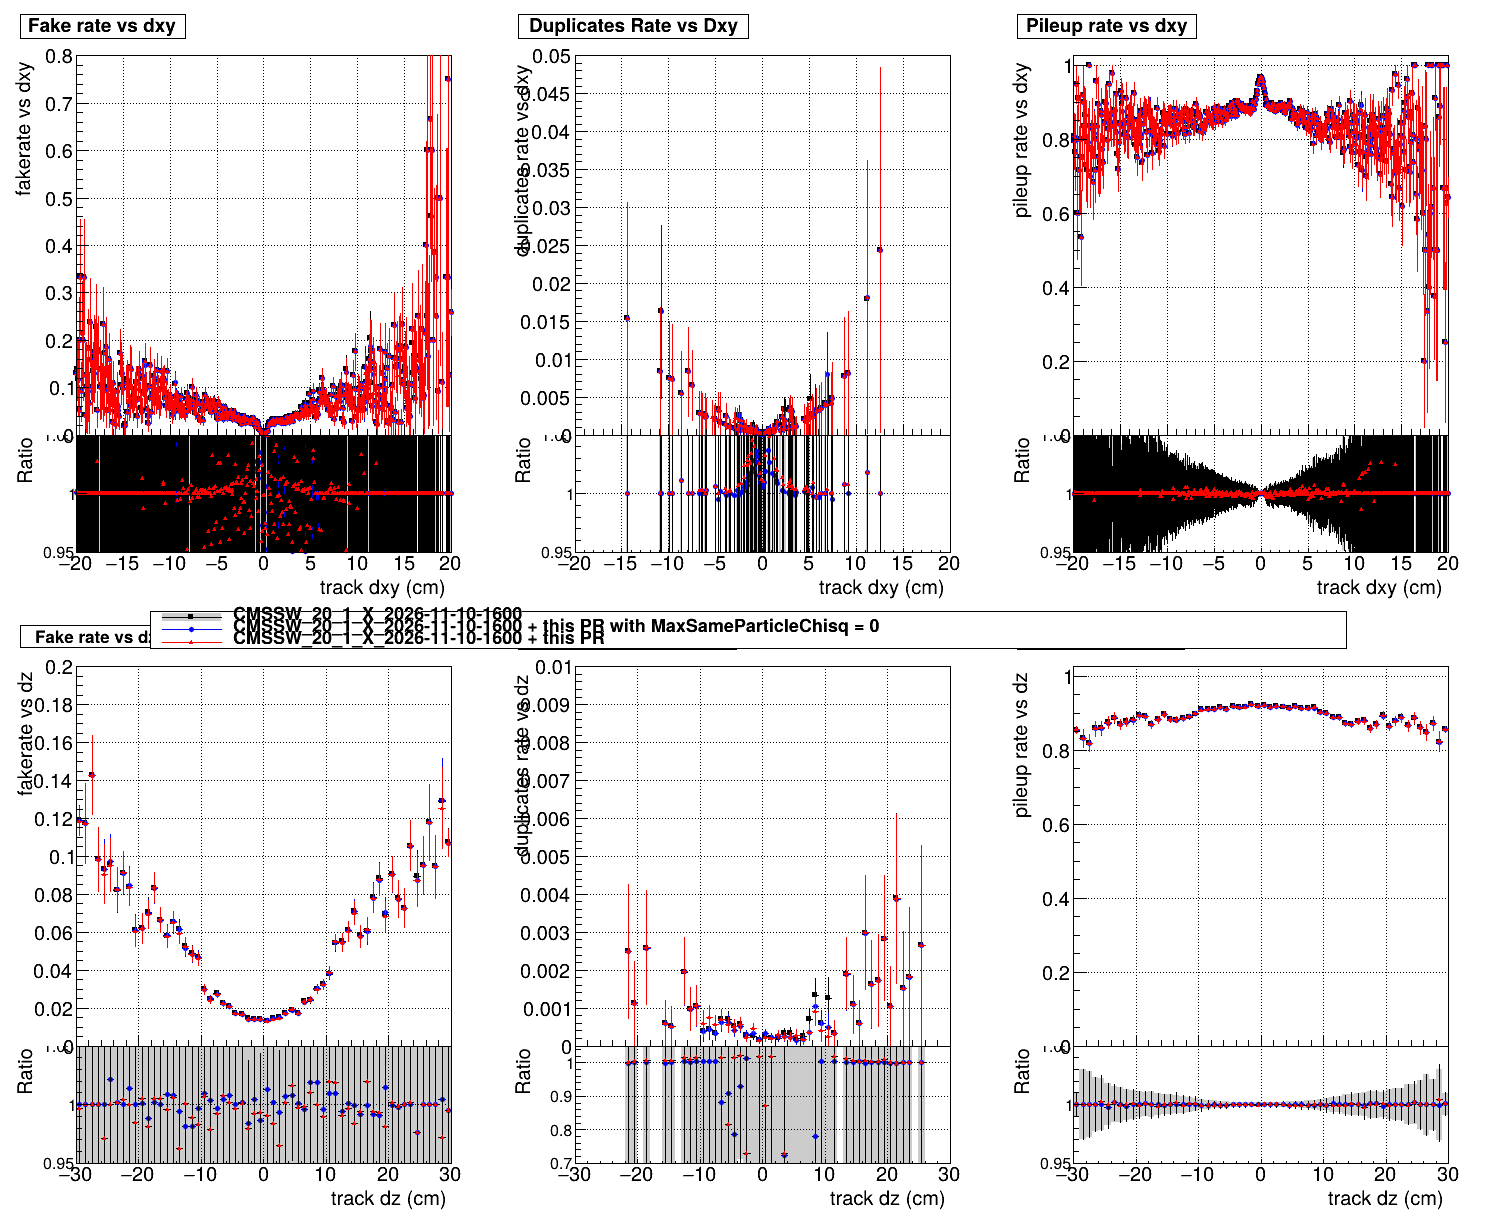 Fake rate vs dxy
Duplicates Rate vs Dxy
Pileup rate vs dxy
fakerate vs dxy
0.8
0.7
0.6
0.5
0.4
0.3
0.2
0.1
0
Ratio
1
0.95
−20 −15 −10 −5 0 5 10 15 20
track dxy (cm)
duplicates rate vs dxy
0.05
0.045
0.04
0.035
0.03
0.025
0.02
0.015
0.01
0.005
0
Ratio
1
0.95
−20 −15 −10 −5 0 5 10 15 20
track dxy (cm)
pileup rate vs dxy
1
0.8
0.6
0.4
0.2
0
Ratio
1
0.95
−20 −15 −10 −5 0 5 10 15 20
track dxy (cm)
CMSSW_20_1_X_2026-11-10-1600
CMSSW_20_1_X_2026-11-10-1600 + this PR with MaxSameParticleChisq = 0
CMSSW_20_1_X_2026-11-10-1600 + this PR
Fake rate vs
fakerate vs dz
0.2
0.18
0.16
0.14
0.12
0.1
0.08
0.06
0.04
0.02
0
Ratio
1
0.95
−30 −20 −10 0 10 20 30
track dz (cm)
duplicates rate vs dz
0.01
0.009
0.008
0.007
0.006
0.005
0.004
0.003
0.002
0.001
0
Ratio
1
0.9
0.8
0.7
−30 −20 −10 0 10 20 30
track dz (cm)
pileup rate vs dz
1
0.8
0.6
0.4
0.2
0
Ratio
1
0.95
−30 −20 −10 0 10 20 30
track dz (cm)